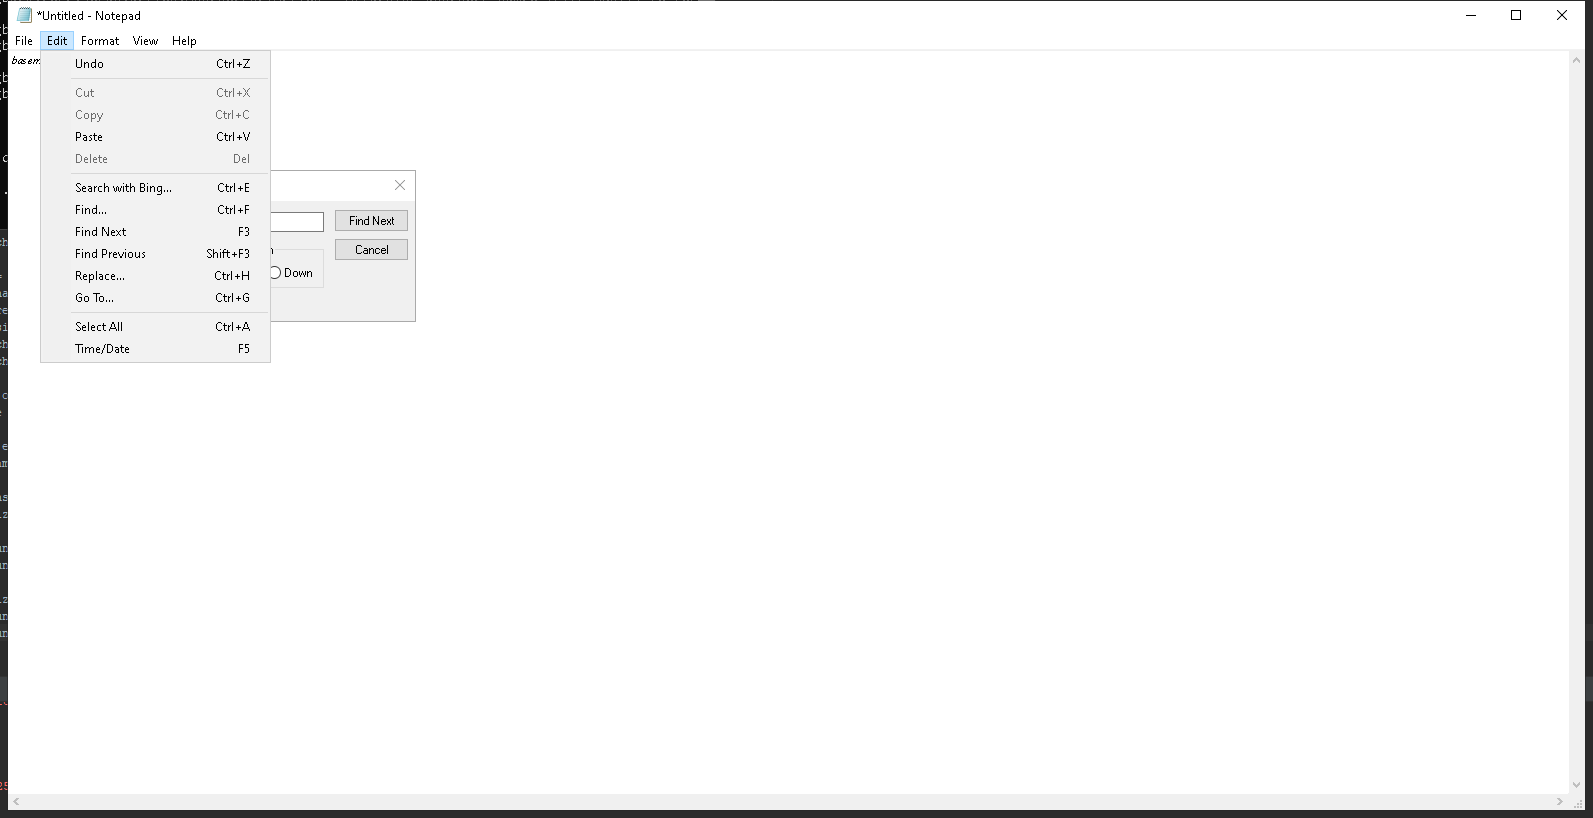 *Untitled - Notepad
File Edit Format View Help
Undo Ctrl+Z
Cut Ctrl+X
Copy Ctrl+C
Paste Ctrl+V
Delete Del
Search with Bing... Ctrl+E
Find... Ctrl+F
Find Next F3
Find Previous Shift+F3
Replace... Ctrl+H
Go To... Ctrl+G
Select All Ctrl+A
Time/Date F5
Find Next
Cancel
Down